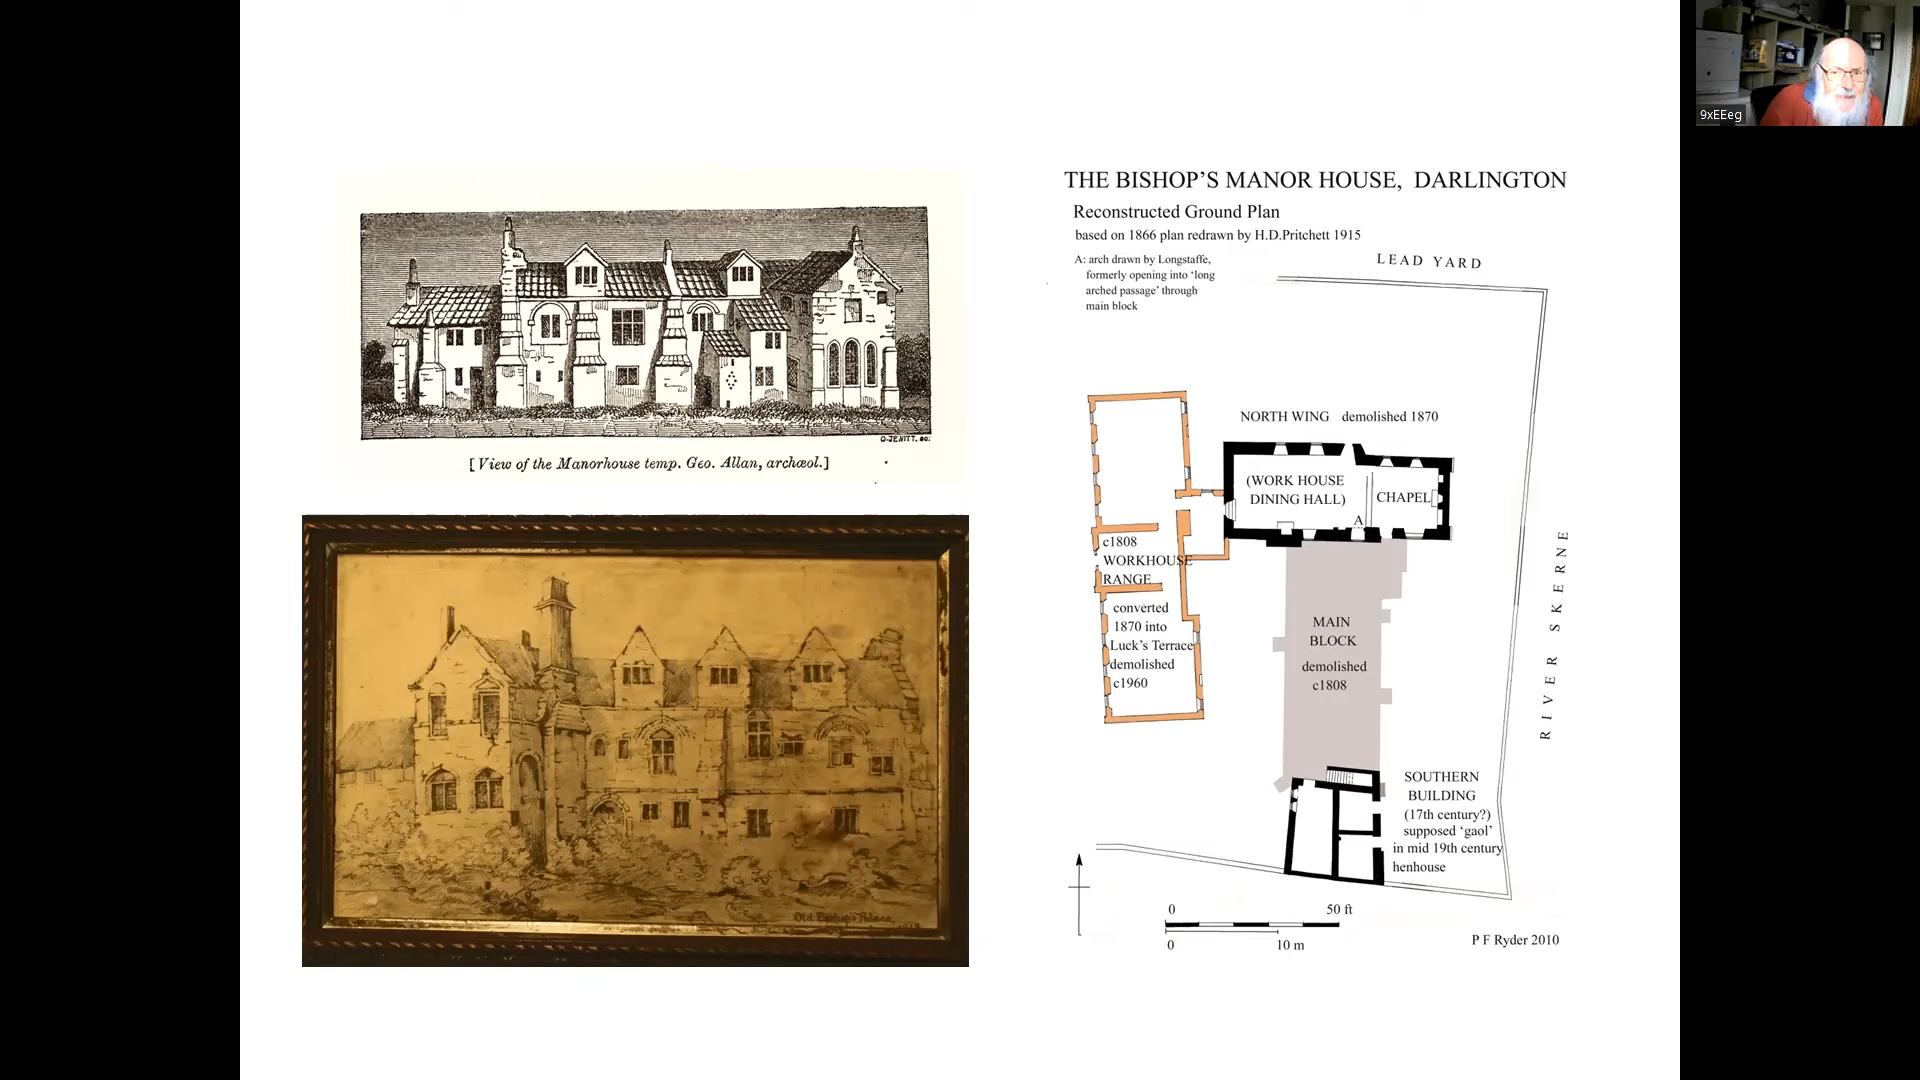 9xEEeg
O.JEWITT. sc.
[View of the Manorhouse temp. Geo. Allan, archæol.]
Old Bishop's Palace.
THE BISHOP'S MANOR HOUSE, DARLINGTON
Reconstructed Ground Plan
based on 1866 plan redrawn by H.D.Pritchett 1915
A: arch drawn by Longstaffe,
formerly opening into 'long
arched passage' through
main block
LEAD YARD
NORTH WING demolished 1870
(WORK HOUSE
DINING HALL)
CHAPEL
A
c1808
WORKHOUSE
RANGE
converted
1870 into
Luck's Terrace
demolished
c1960
MAIN
BLOCK
demolished
c1808
RIVER SKERNE
SOUTHERN
BUILDING
(17th century?)
supposed 'gaol'
in mid 19th century
henhouse
0 50 ft
0 10 m
P F Ryder 2010